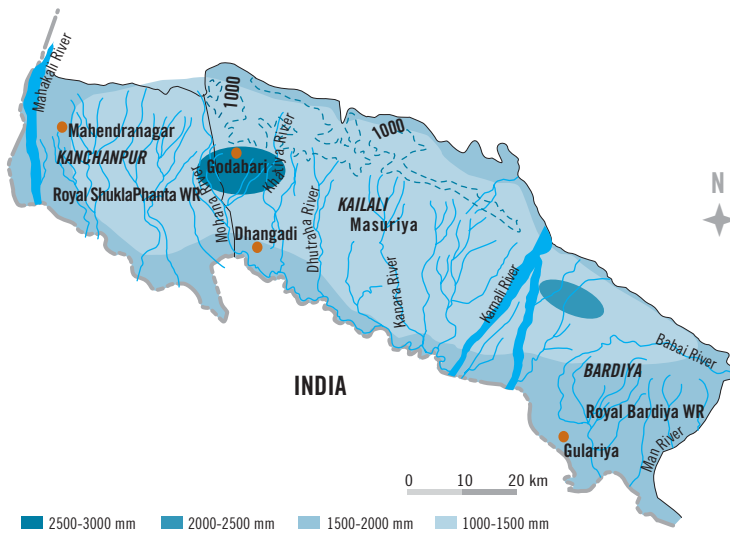 Mahakali River
1000
1000
Mahendranagar
KANCHANPUR
Godabari
Royal ShuklaPhanta WR
Mohana River
KAILALI
Masuriya
Dhangadi
Dhutraha River
Kanara River
Karnali River
N
Babai River
INDIA
BARDIYA
Royal Bardiya WR
Gulariya
Man River
0 10 20 km
2500-3000 mm 2000-2500 mm 1500-2000 mm 1000-1500 mm